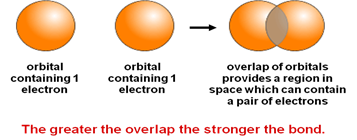 orbital
containing 1
electron
orbital
containing 1
electron
overlap of orbitals
provides a region in
space which can contain
a pair of electrons
The greater the overlap the stronger the bond.